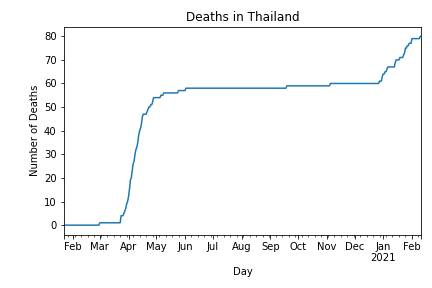 Deaths in Thailand
Number of Deaths
80
70
60
50
40
30
20
10
0
Feb Mar Apr May Jun Jul Aug Sep Oct Nov Dec Jan Feb
2021
Day